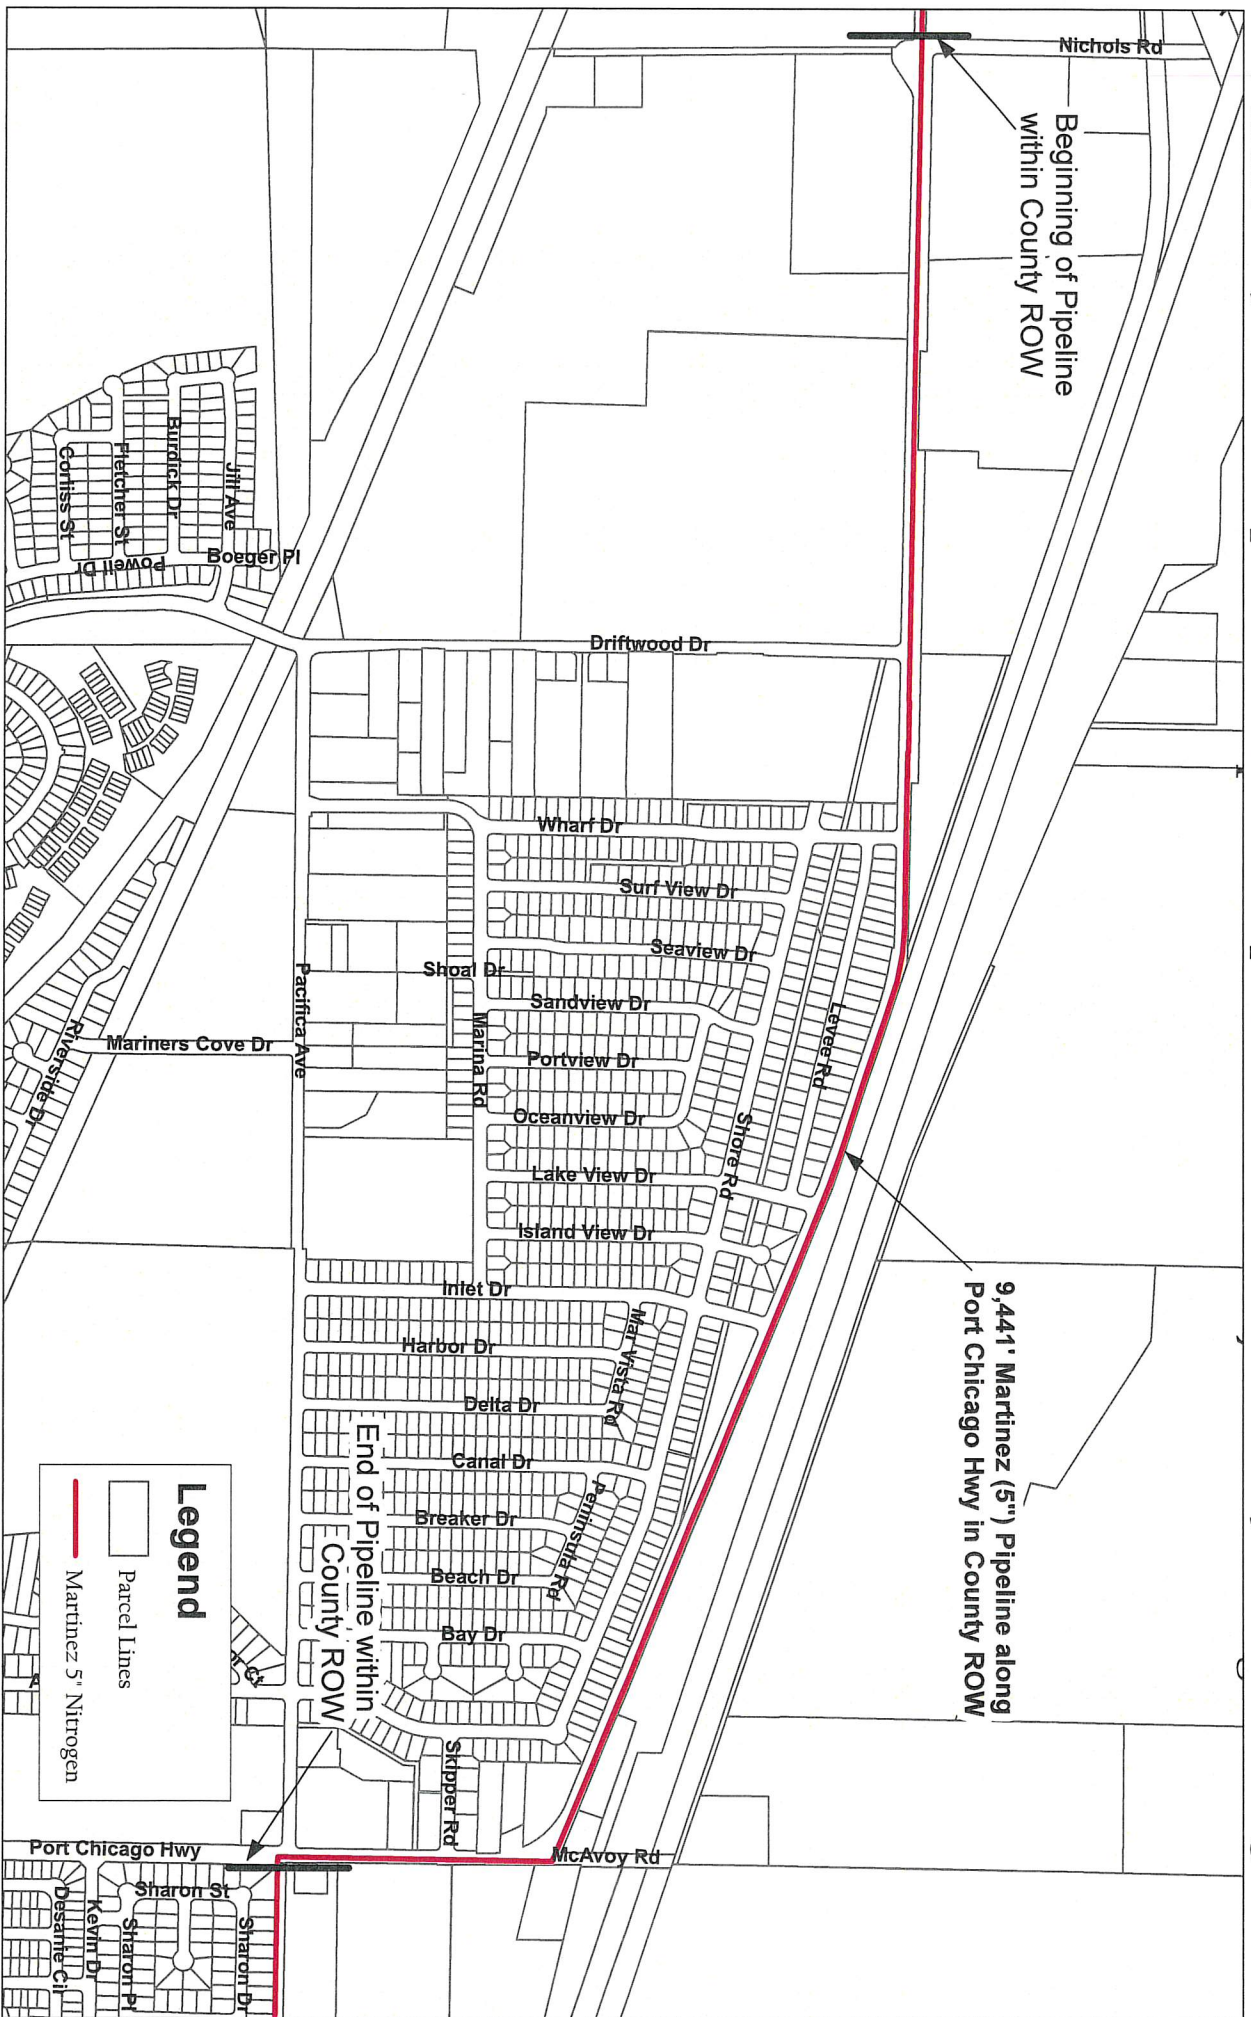 Nichols Rd
Beginning of Pipeline
within County ROW
Jill Ave
Burdick Dr
Fletcher St
Corliss St
Powell Dr
Boeger Pl
Driftwood Dr
Wharf Dr
Surf View Dr
Seaview Dr
Shoal Dr
Sandview Dr
Levee Rd
Pacifica Ave
Mariners Cove Dr
Riverside Dr
Marina Rd
Portview Dr
Oceanview Dr
Shore Rd
Lake View Dr
Island View Dr
Inlet Dr
9,441' Martinez (5") Pipeline along
Port Chicago Hwy in County ROW
Mar Vista Rd
Harbor Dr
Delta Dr
Canal Dr
Peninsula Rd
Breaker Dr
Beach Dr
Bay Dr
End of Pipeline within
County ROW
Legend
Parcel Lines
Martinez 5" Nitrogen
Skipper Rd
McAvoy Rd
Port Chicago Hwy
Sharon St
Sharon Dr
Sharon Pl
Kevin Dr
Desanie Cir